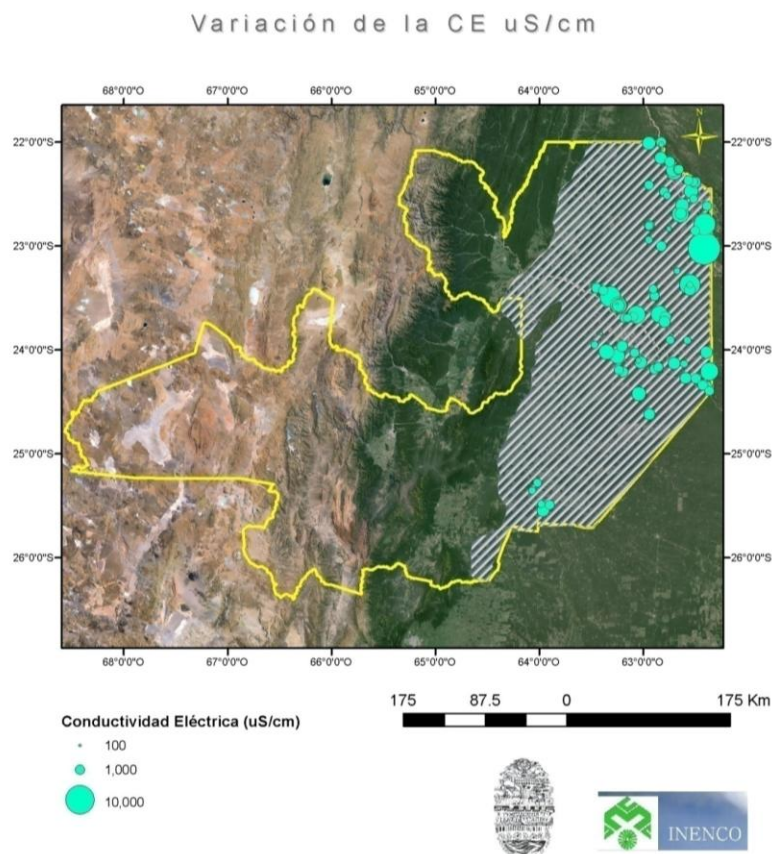 Variación de la CE uS/cm
68°0'0"O 67°0'0"O 66°0'0"O 65°0'0"O 64°0'0"O 63°0'0"O
N
22°0'0"S 22°0'0"S
23°0'0"S 23°0'0"S
24°0'0"S 24°0'0"S
25°0'0"S 25°0'0"S
26°0'0"S 26°0'0"S
68°0'0"O 67°0'0"O 66°0'0"O 65°0'0"O 64°0'0"O 63°0'0"O
175 87.5 0 175 Km
Conductividad Eléctrica (uS/cm)
100
1,000
10,000
INENCO